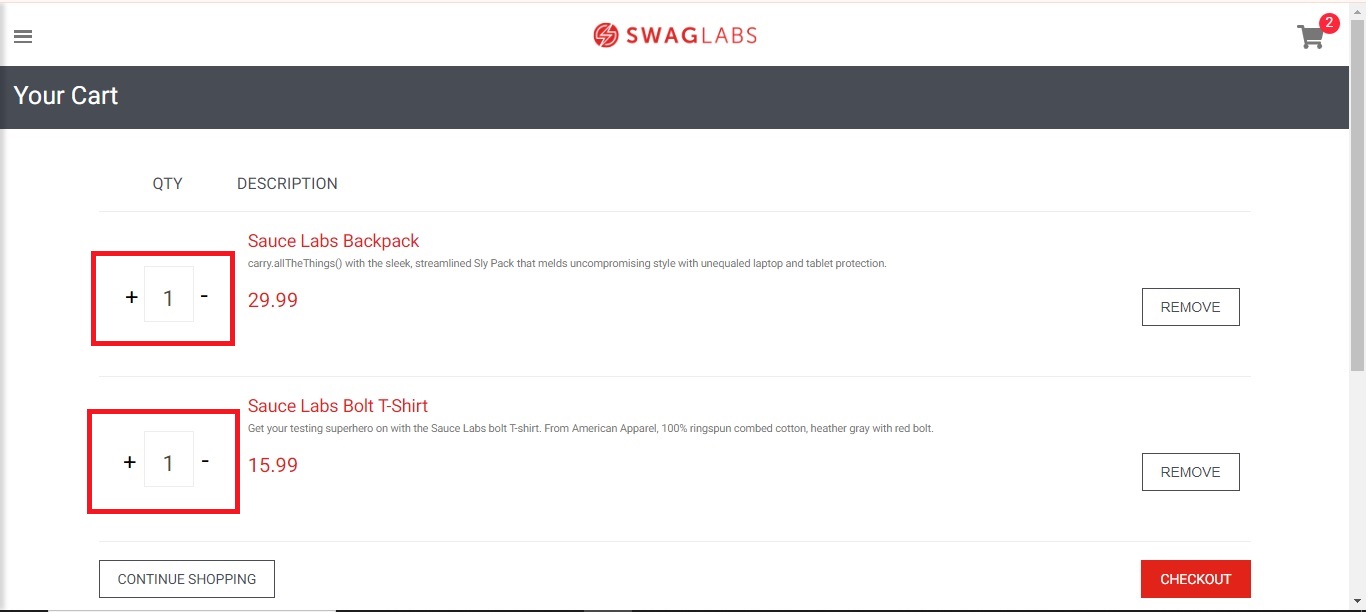 SWAGLABS
2
Your Cart
QTY DESCRIPTION
Sauce Labs Backpack
carry.allTheThings() with the sleek, streamlined Sly Pack that melds uncompromising style with unequaled laptop and tablet protection.
+ 1 - 29.99
REMOVE
Sauce Labs Bolt T-Shirt
Get your testing superhero on with the Sauce Labs bolt T-shirt. From American Apparel, 100% ringspun combed cotton, heather gray with red bolt.
+ 1 - 15.99
REMOVE
CONTINUE SHOPPING CHECKOUT